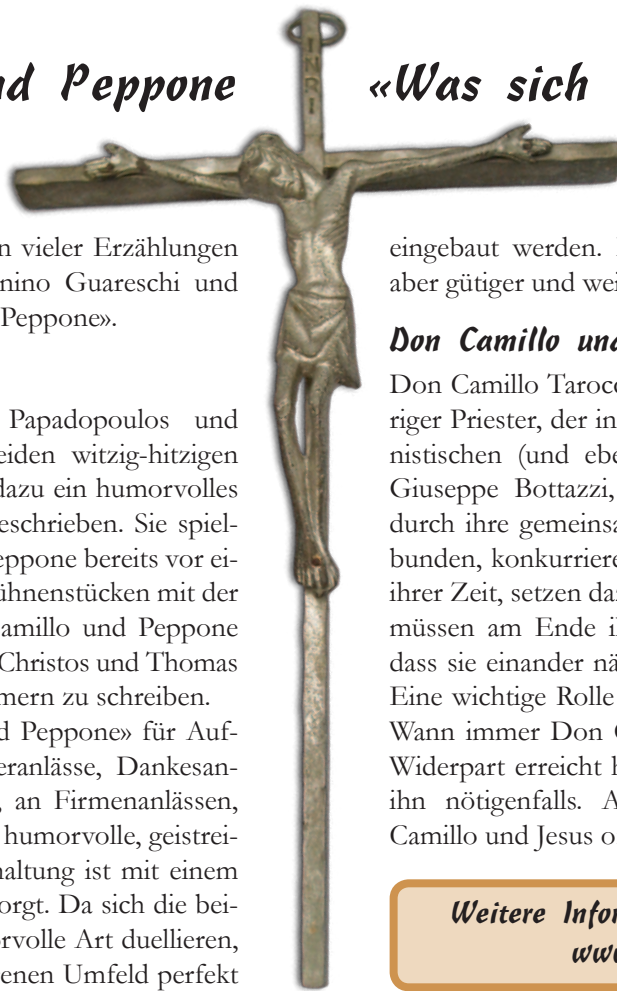 nd Peppone
«Was sich
INRI
n vieler Erzählungen
nino Guareschi und
Peppone».
Papadopoulos und
eiden witzig-hitzigen
dazu ein humorvolles
eschrieben. Sie spiel-
eppone bereits vor ei-
ühnenstücken mit der
amillo und Peppone
Christos und Thomas
mern zu schreiben.
d Peppone» für Auf-
eranlässe, Dankesan-
, an Firmenanlässen,
humorvolle, geistrei-
haltung ist mit einem
orgt. Da sich die bei-
rvolle Art duellieren,
enen Umfeld perfekt
eingebaut werden.
aber gütiger und wei
Don Camillo und
Don Camillo Taroc
riger Priester, der in
nistischen (und ebe
Giuseppe Bottazzi,
durch ihre gemeinsa
bunden, konkurriere
ihrer Zeit, setzen da
müssen am Ende i
dass sie einander nä
Eine wichtige Rolle
Wann immer Don C
Widerpart erreicht h
ihn nötigenfalls. A
Camillo und Jesus o
Weitere Infor
www